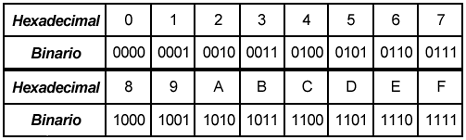 Hexadecimal 0 1 2 3 4 5 6 7
Binario 0000 0001 0010 0011 0100 0101 0110 0111
Hexadecimal 8 9 A B C D E F
Binario 1000 1001 1010 1011 1100 1101 1110 1111